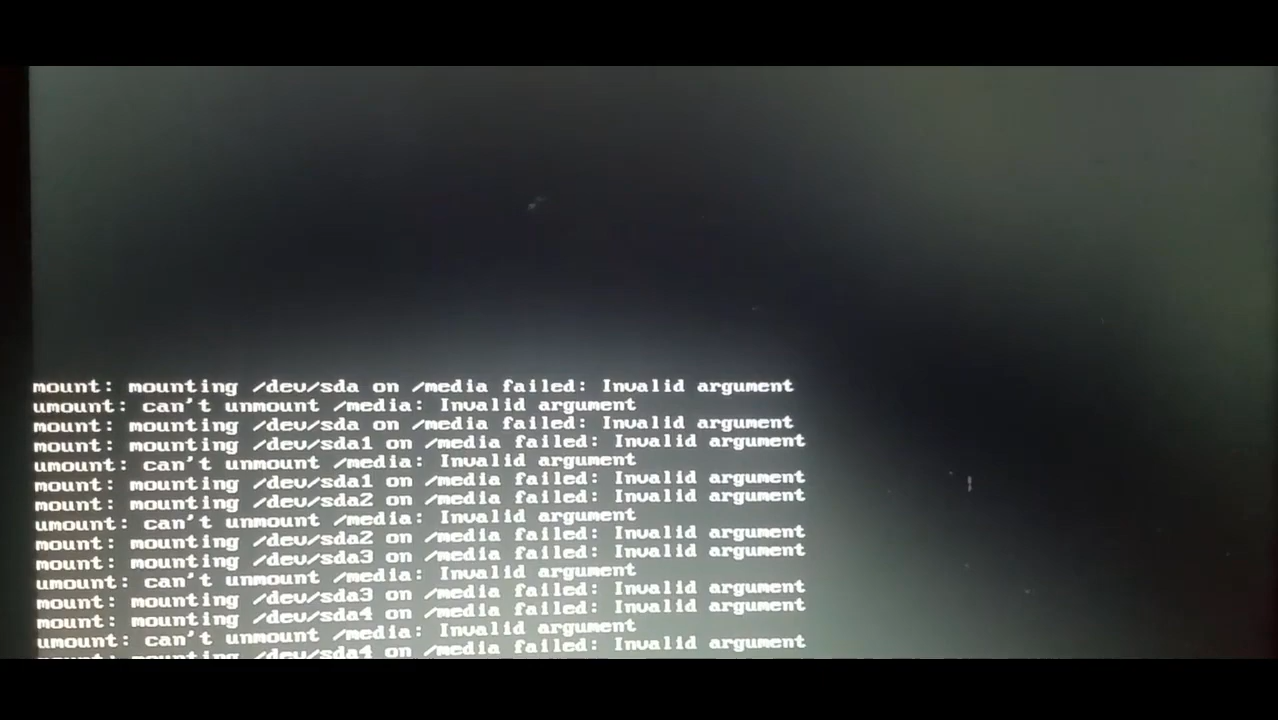 mount: mounting /dev/sda on /media failed: Invalid argument
umount: can't unmount /media: Invalid argument
mount: mounting /dev/sda on /media failed: Invalid argument
mount: mounting /dev/sda1 on /media failed: Invalid argument
umount: can't unmount /media: Invalid argument
mount: mounting /dev/sda1 on /media failed: Invalid argument
mount: mounting /dev/sda2 on /media failed: Invalid argument
umount: can't unmount /media: Invalid argument
mount: mounting /dev/sda2 on /media failed: Invalid argument
mount: mounting /dev/sda3 on /media failed: Invalid argument
umount: can't unmount /media: Invalid argument
mount: mounting /dev/sda3 on /media failed: Invalid argument
mount: mounting /dev/sda4 on /media failed: Invalid argument
umount: can't unmount /media: Invalid argument
mount: mounting /dev/sda4 on /media failed: Invalid argument